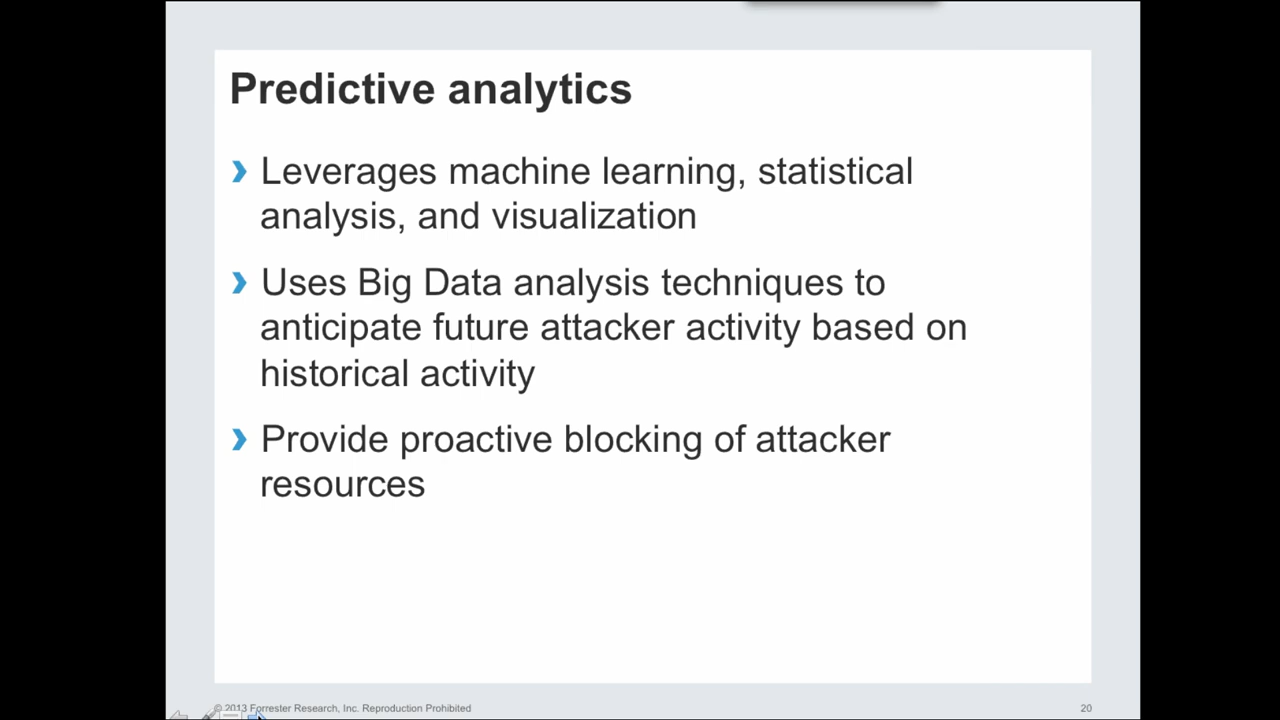 Predictive analytics
› Leverages machine learning, statistical
analysis, and visualization
› Uses Big Data analysis techniques to
anticipate future attacker activity based on
historical activity
› Provide proactive blocking of attacker
resources
© 2013 Forrester Research, Inc. Reproduction Prohibited
20